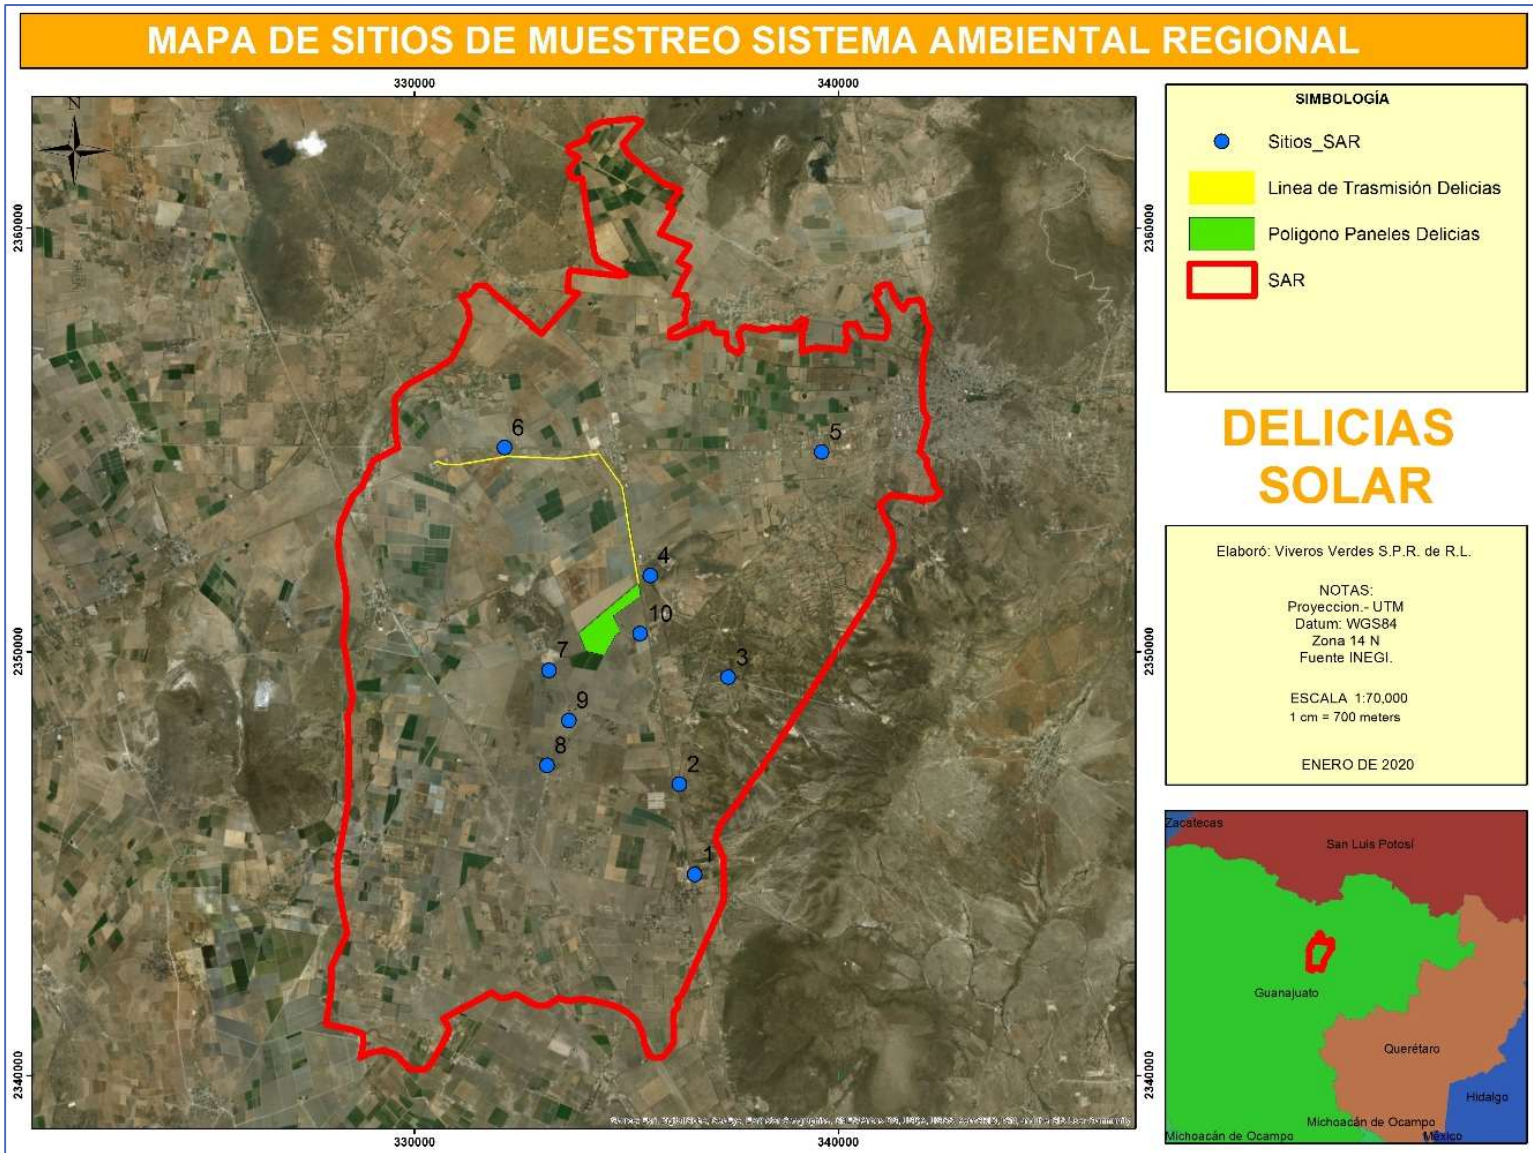 MAPA DE SITIOS DE MUESTREO SISTEMA AMBIENTAL REGIONAL
330000
340000
N
2360000
2360000
6
5
4
10
7
3
2350000
2350000
9
8
2
1
2340000
2340000
330000
340000
SIMBOLOGÍA
Sitios_SAR
Linea de Trasmisión Delicias
Poligono Paneles Delicias
SAR
DELICIAS
SOLAR
Elaboró: Viveros Verdes S.P.R. de R.L.
NOTAS:
Proyeccion.- UTM
Datum: WGS84
Zona 14 N
Fuente INEGI.
ESCALA 1:70,000
1 cm = 700 meters
ENERO DE 2020
Zacatecas
San Luis Potosí
Guanajuato
Querétaro
Hidalgo
Michoacán de Ocampo
Michoacán de Ocampo
México